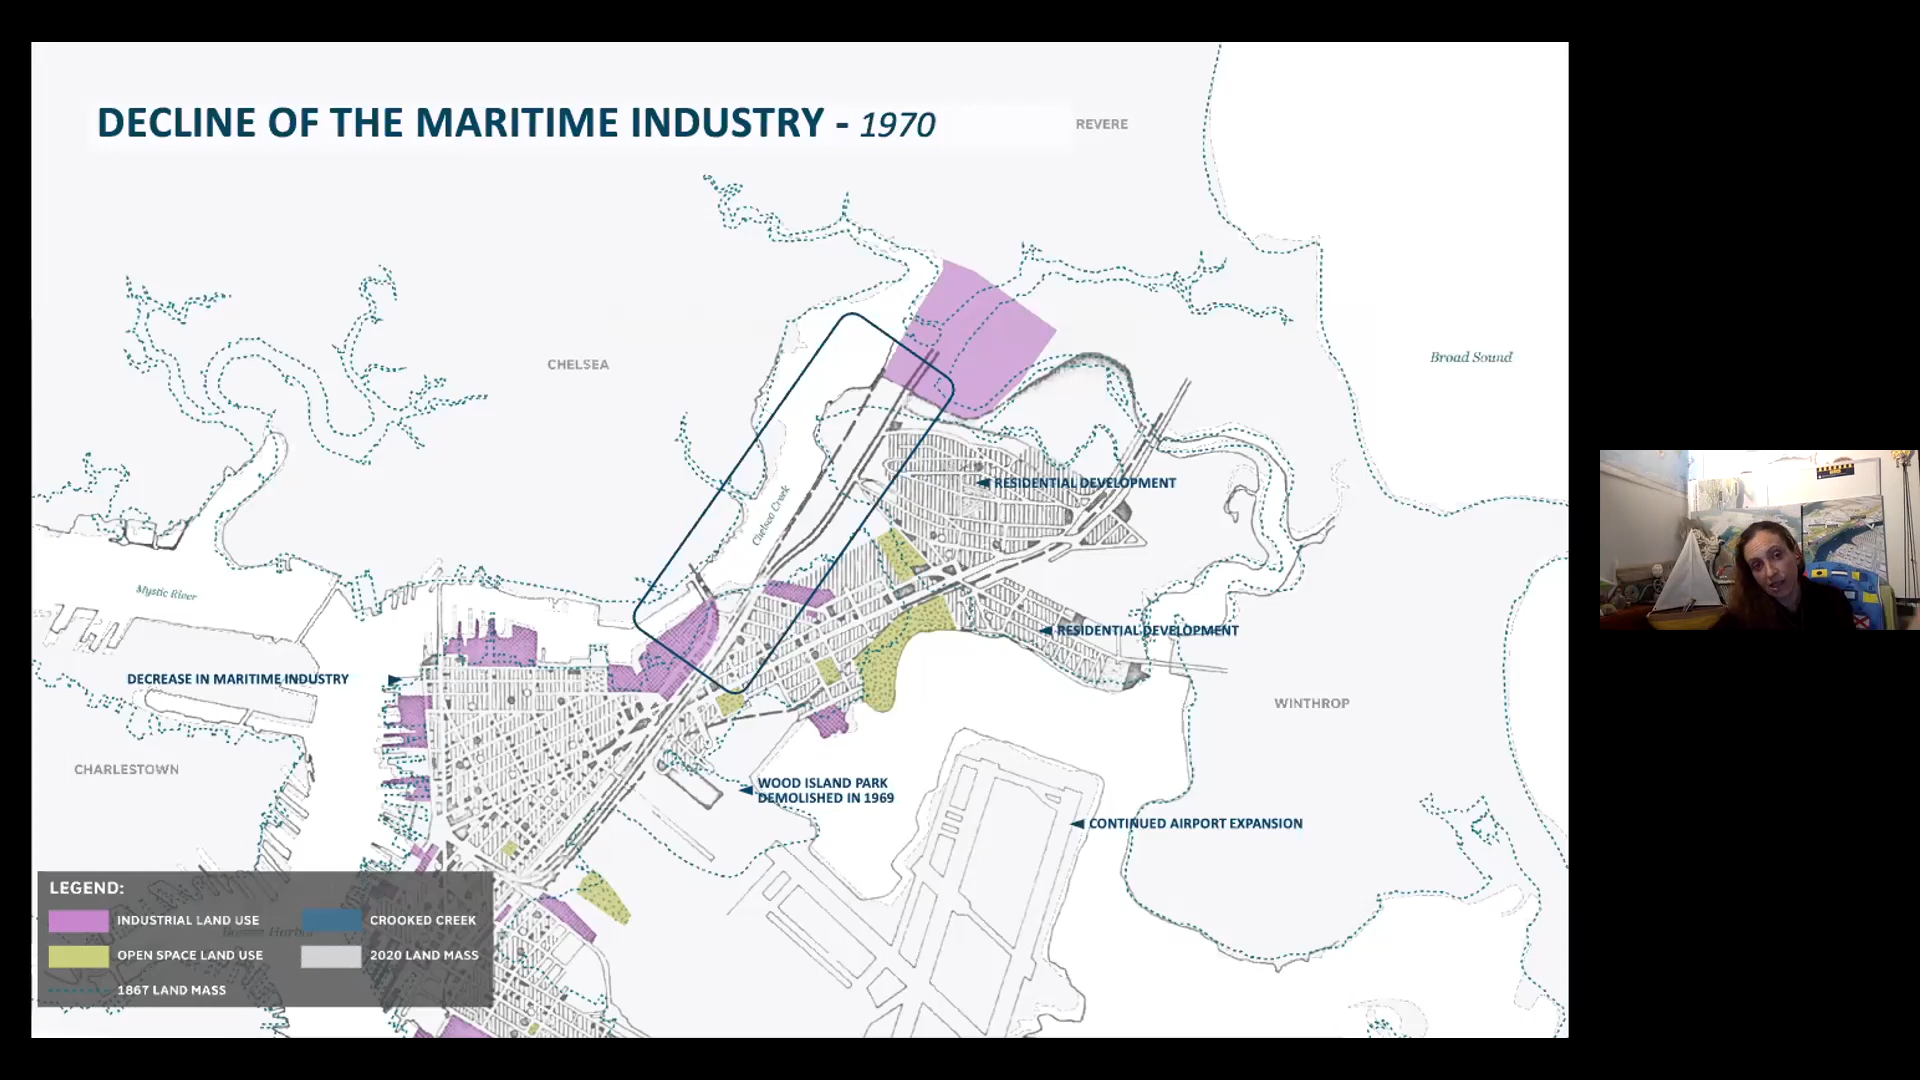 DECLINE OF THE MARITIME INDUSTRY - 1970
REVERE
Broad Sound
CHELSEA
Chelsea Creek
RESIDENTIAL DEVELOPMENT
Mystic River
RESIDENTIAL DEVELOPMENT
DECREASE IN MARITIME INDUSTRY
WINTHROP
CHARLESTOWN
WOOD ISLAND PARK
DEMOLISHED IN 1969
CONTINUED AIRPORT EXPANSION
LEGEND:
INDUSTRIAL LAND USE
CROOKED CREEK
Boston Harbor
OPEN SPACE LAND USE
2020 LAND MASS
1867 LAND MASS